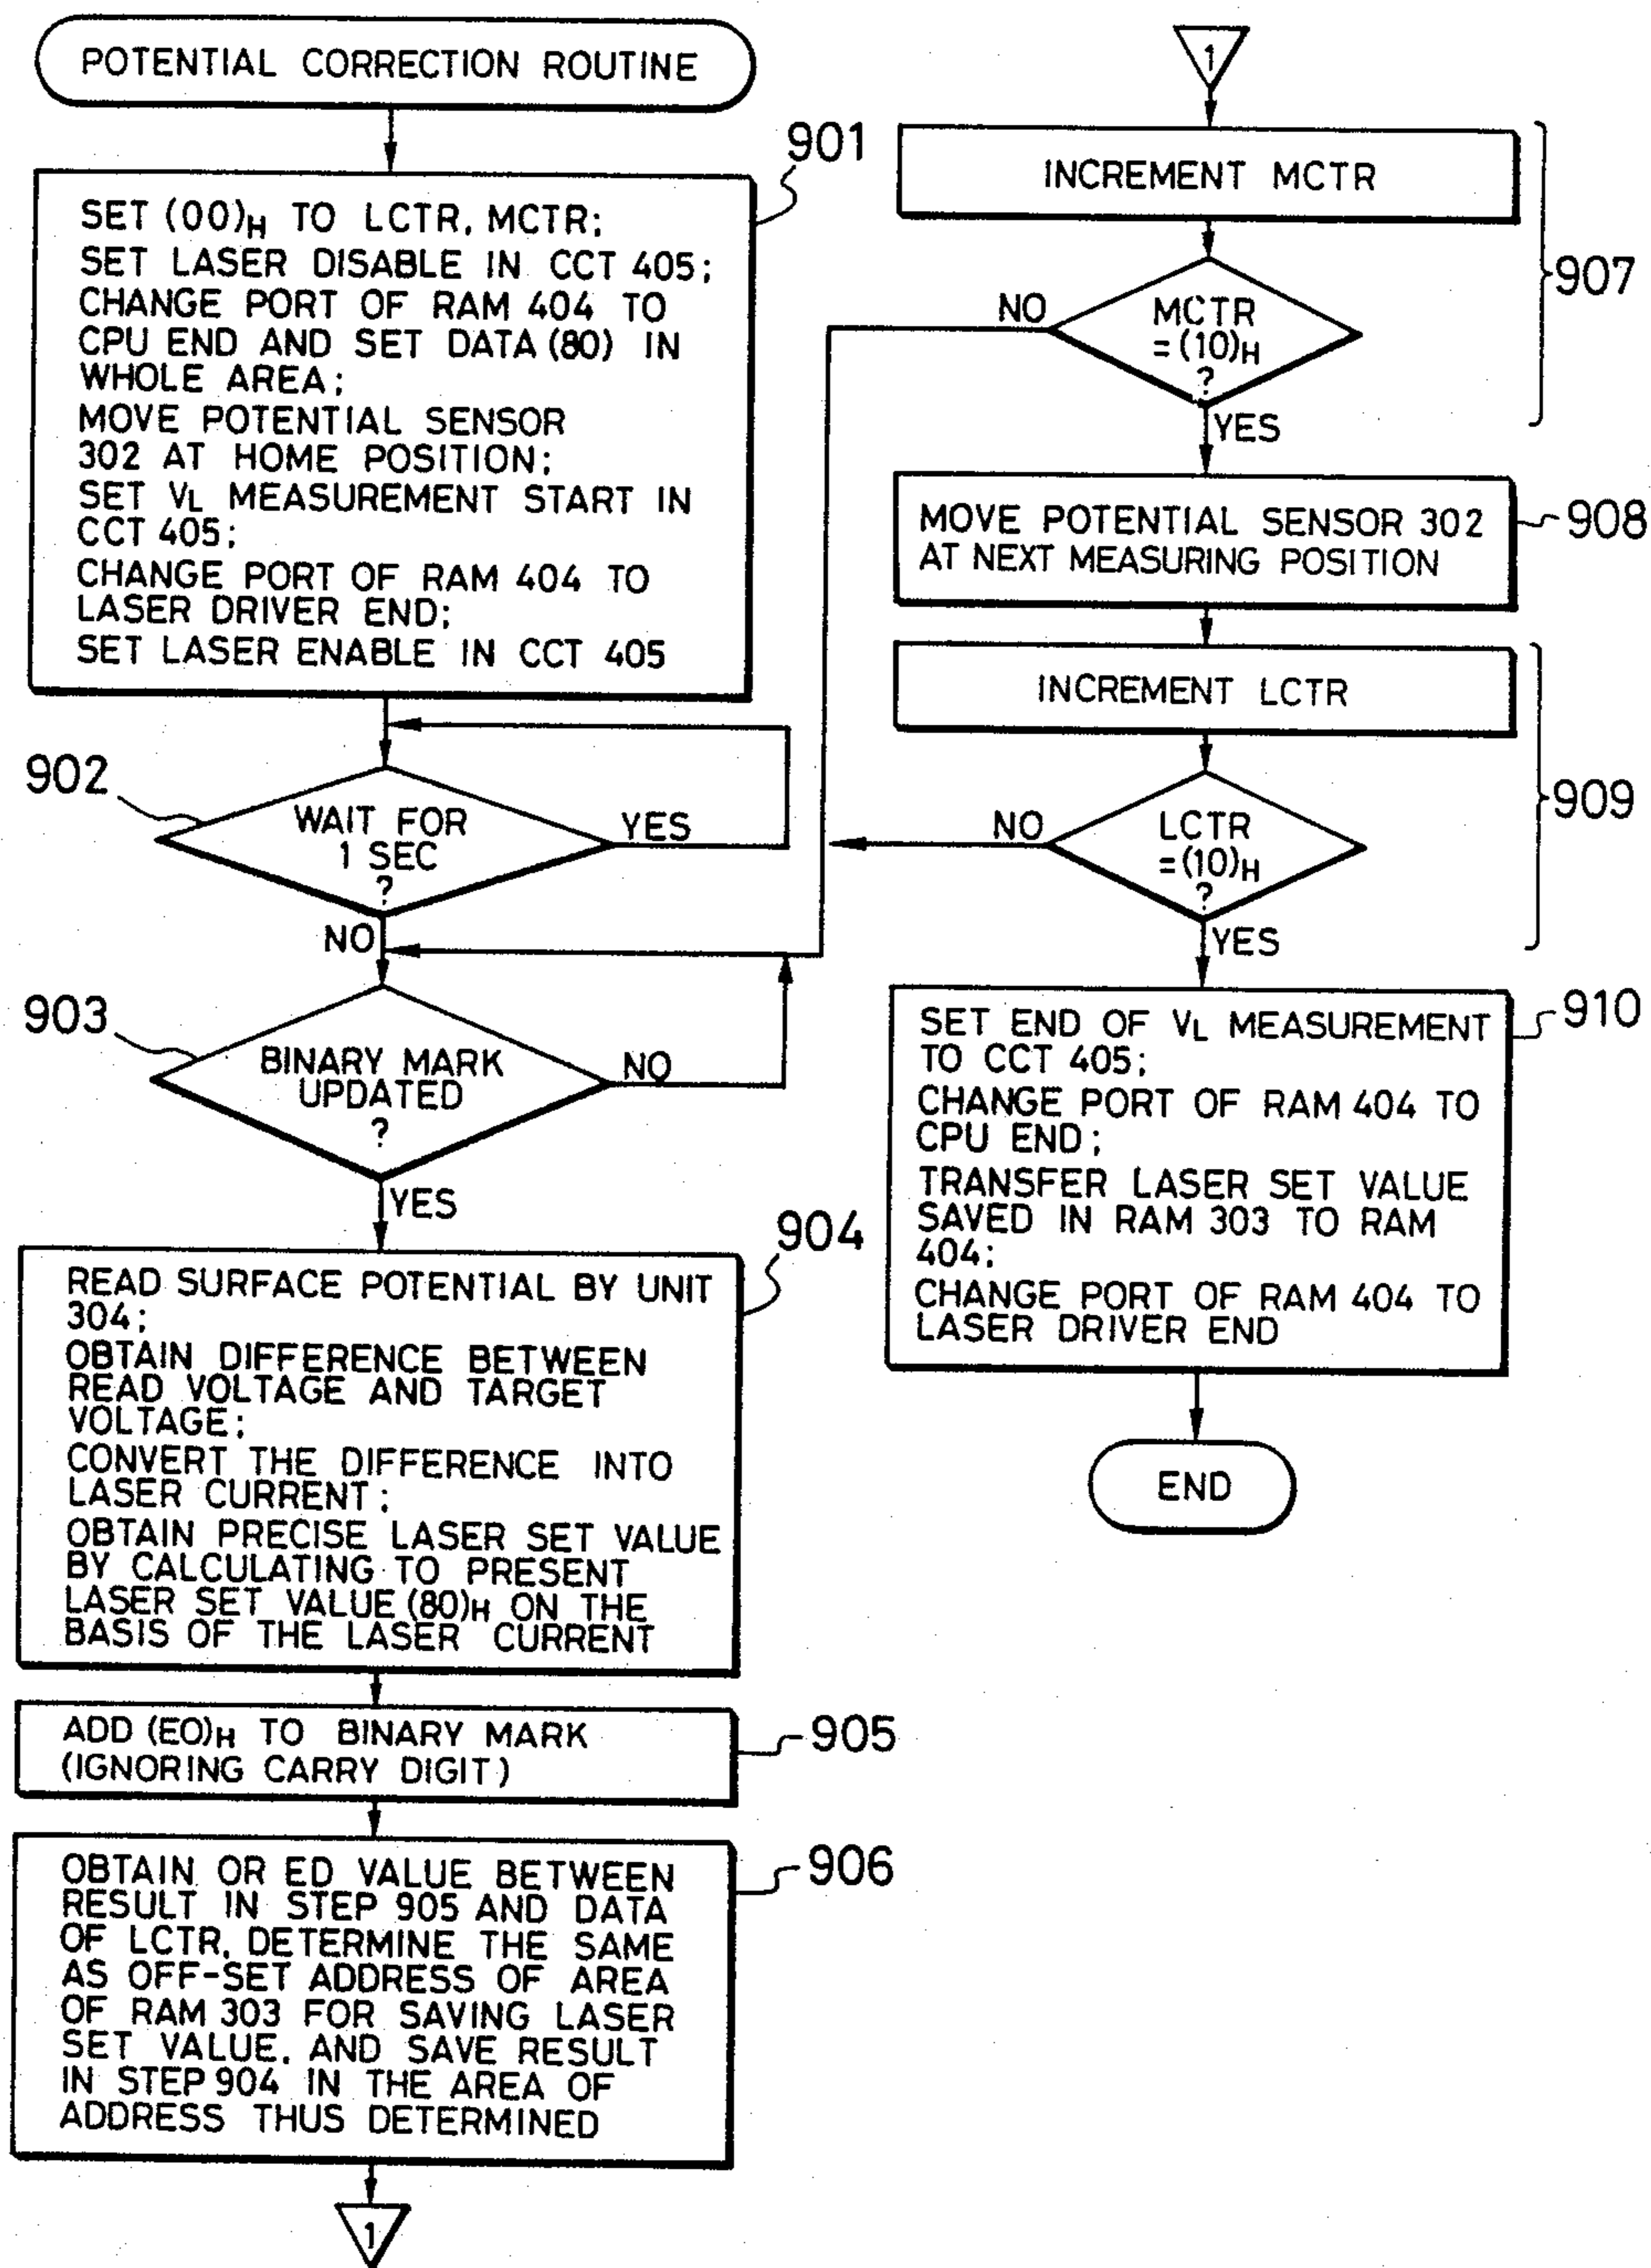 POTENTIAL CORRECTION ROUTINE
901
SET (00)H TO LCTR, MCTR;
SET LASER DISABLE IN CCT 405;
CHANGE PORT OF RAM 404 TO
CPU END AND SET DATA (80) IN
WHOLE AREA;
MOVE POTENTIAL SENSOR
302 AT HOME POSITION;
SET VL MEASUREMENT START IN
CCT 405;
CHANGE PORT OF RAM 404 TO
LASER DRIVER END;
SET LASER ENABLE IN CCT 405
902
WAIT FOR
1 SEC
?
YES
NO
903
BINARY MARK
UPDATED
?
NO
YES
904
READ SURFACE POTENTIAL BY UNIT
304;
OBTAIN DIFFERENCE BETWEEN
READ VOLTAGE AND TARGET
VOLTAGE;
CONVERT THE DIFFERENCE INTO
LASER CURRENT;
OBTAIN PRECISE LASER SET VALUE
BY CALCULATING TO PRESENT
LASER SET VALUE (80)H ON THE
BASIS OF THE LASER CURRENT
ADD (E0)H TO BINARY MARK
(IGNORING CARRY DIGIT)
905
906
OBTAIN OR ED VALUE BETWEEN
RESULT IN STEP 905 AND DATA
OF LCTR, DETERMINE THE SAME
AS OFF-SET ADDRESS OF AREA
OF RAM 303 FOR SAVING LASER
SET VALUE, AND SAVE RESULT
IN STEP 904 IN THE AREA OF
ADDRESS THUS DETERMINED
1
1
INCREMENT MCTR
907
MCTR
=(10)H
?
NO
YES
MOVE POTENTIAL SENSOR 302
AT NEXT MEASURING POSITION
908
INCREMENT LCTR
909
LCTR
=(10)H
?
NO
YES
910
SET END OF VL MEASUREMENT
TO CCT 405;
CHANGE PORT OF RAM 404 TO
CPU END;
TRANSFER LASER SET VALUE
SAVED IN RAM 303 TO RAM
404;
CHANGE PORT OF RAM 404 TO
LASER DRIVER END
END